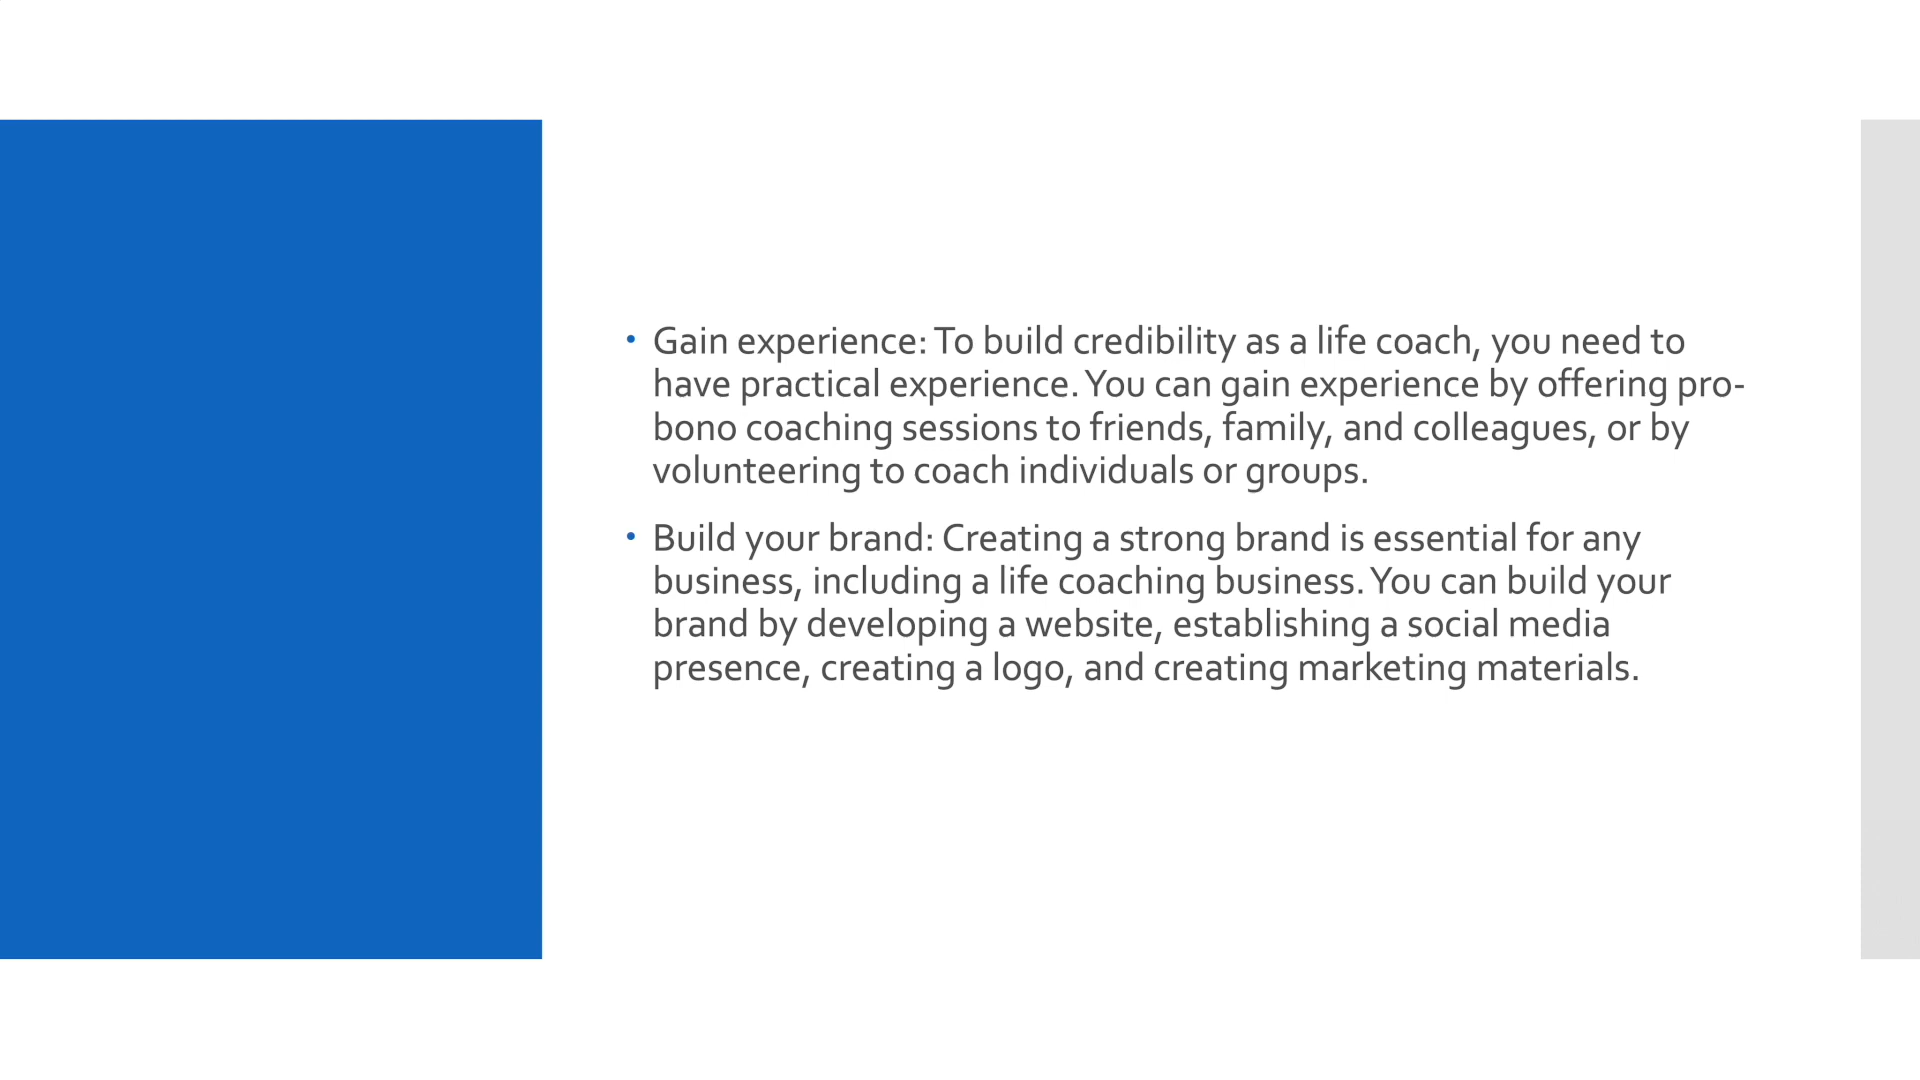 • Gain experience: To build credibility as a life coach, you need to
have practical experience. You can gain experience by offering pro-
bono coaching sessions to friends, family, and colleagues, or by
volunteering to coach individuals or groups.
• Build your brand: Creating a strong brand is essential for any
business, including a life coaching business. You can build your
brand by developing a website, establishing a social media
presence, creating a logo, and creating marketing materials.